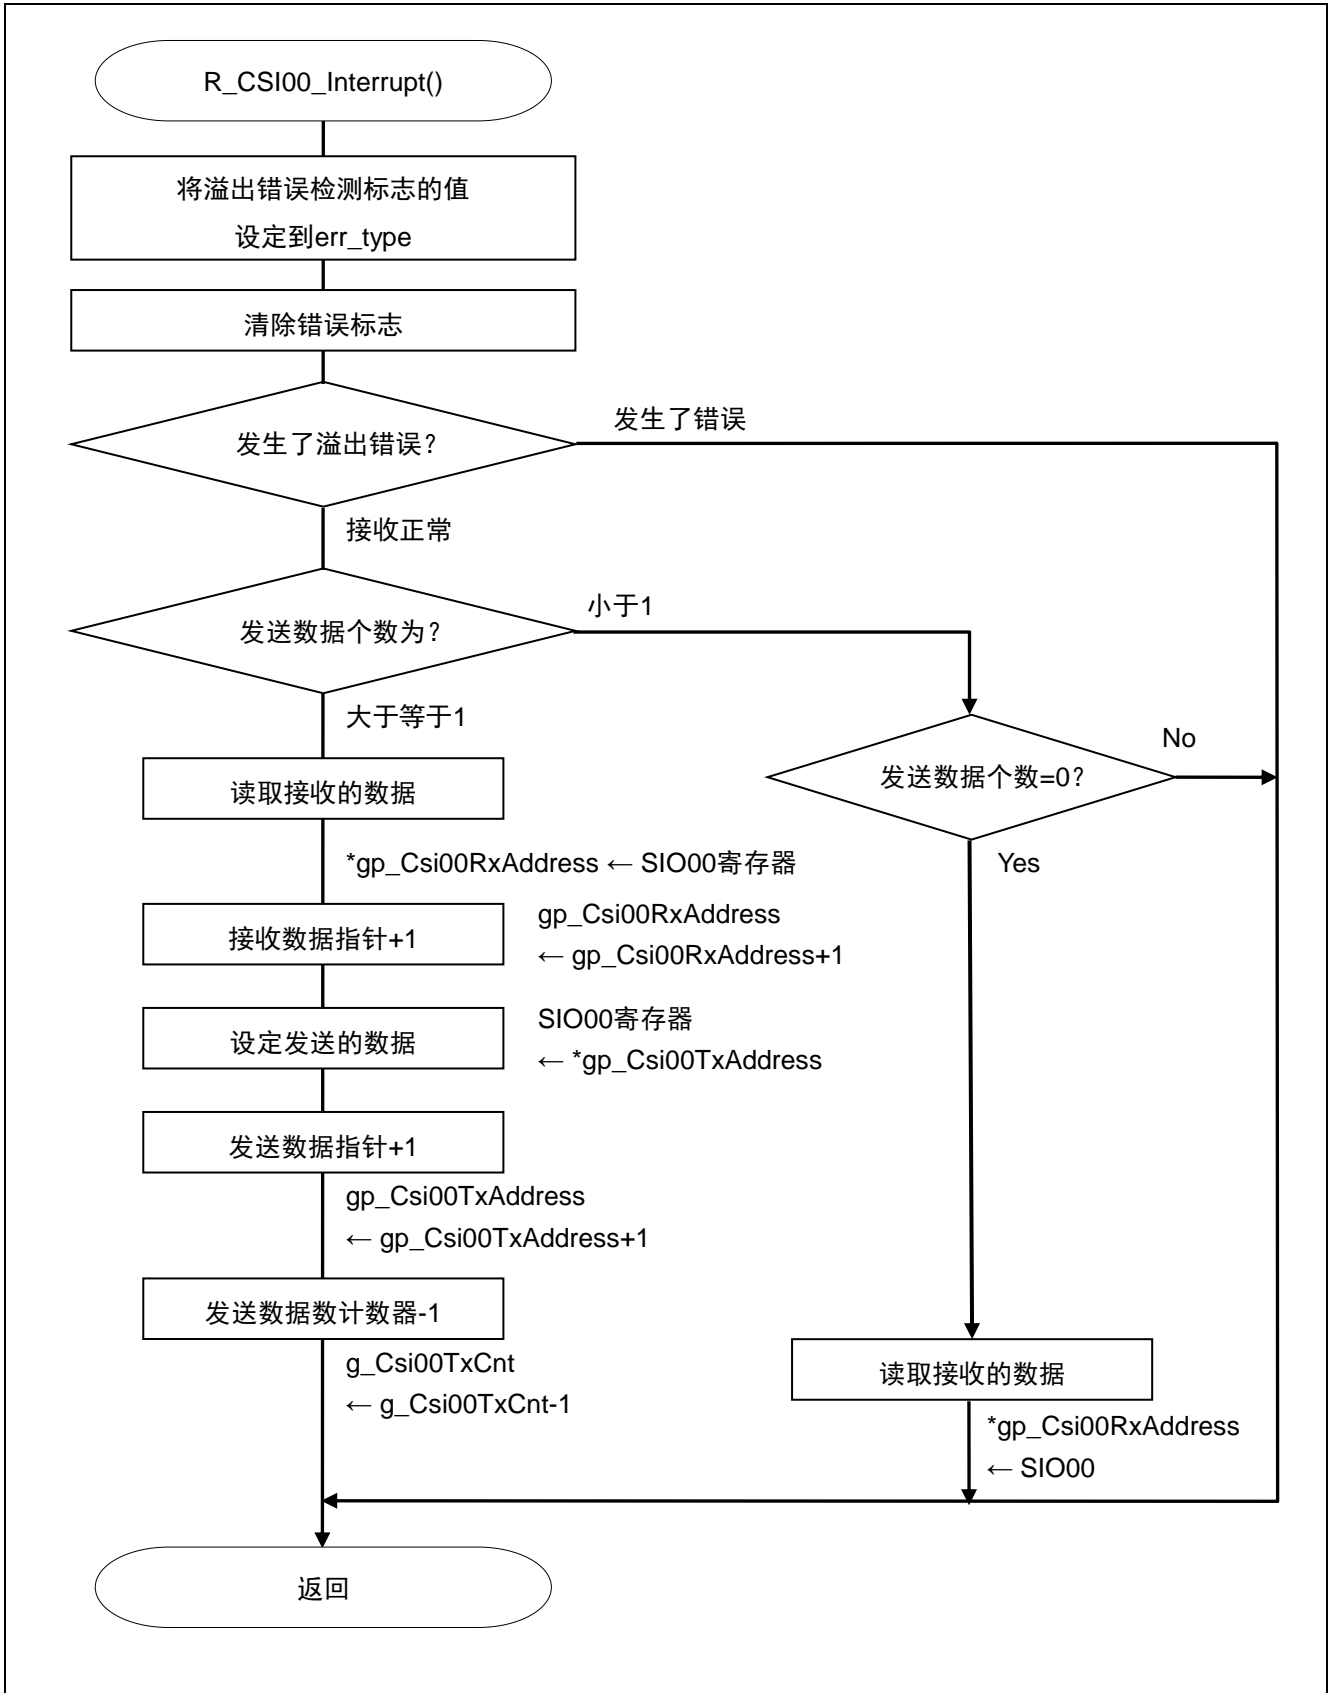 R_CSI00_Interrupt()
将溢出错误检测标志的值
设定到err_type
清除错误标志
发生了溢出错误？
发生了错误
接收正常
发送数据个数为？
小于1
大于等于1
发送数据个数=0？
No
Yes
读取接收的数据
*gp_Csi00RxAddress ← SIO00寄存器
接收数据指针+1
gp_Csi00RxAddress
← gp_Csi00RxAddress+1
设定发送的数据
SIO00寄存器
← *gp_Csi00TxAddress
发送数据指针+1
gp_Csi00TxAddress
← gp_Csi00TxAddress+1
发送数据数计数器-1
g_Csi00TxCnt
← g_Csi00TxCnt-1
读取接收的数据
*gp_Csi00RxAddress
← SIO00
返回